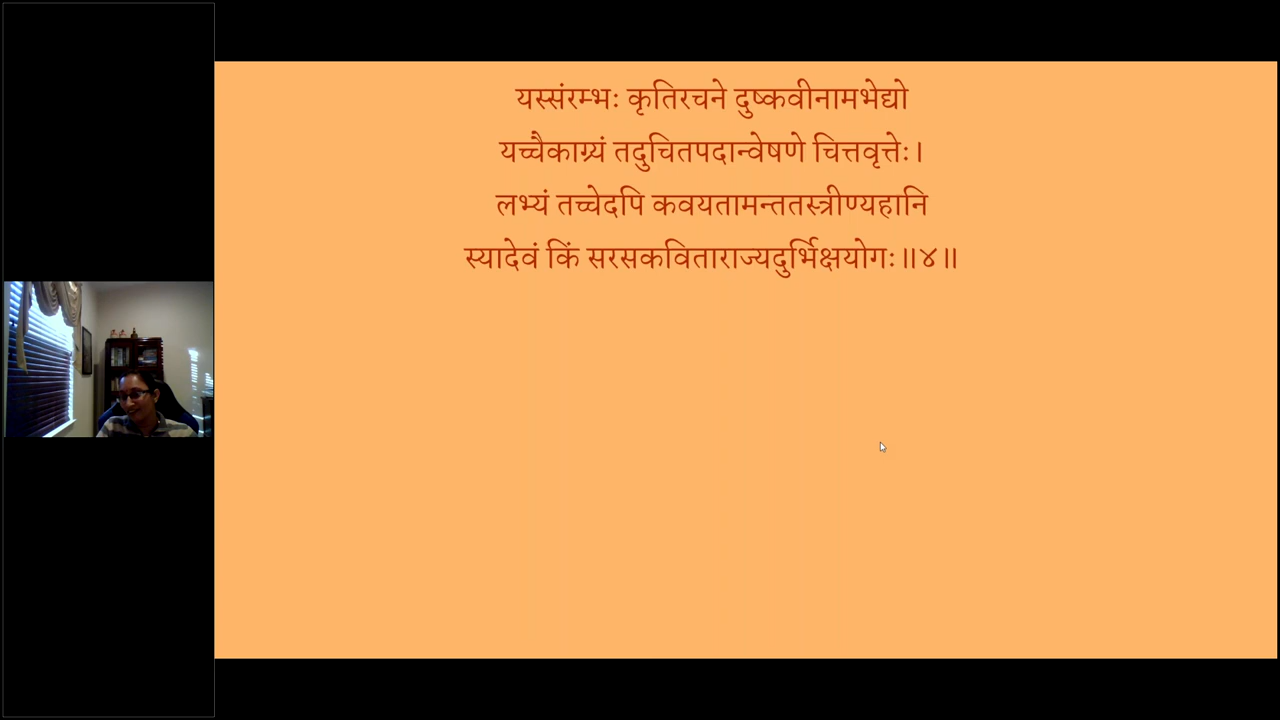 यस्संरम्भः कृतिरचने दुष्कवीनामभेद्यो
यच्चैकाग्र्यं तदुचितपदान्वेषणे चित्तवृत्तेः।
लभ्यं तच्चेदपि कवयतामन्ततस्त्रीण्यहानि
स्यादेवं किं सरसकविताराज्यदुर्भिक्षयोगः॥४॥